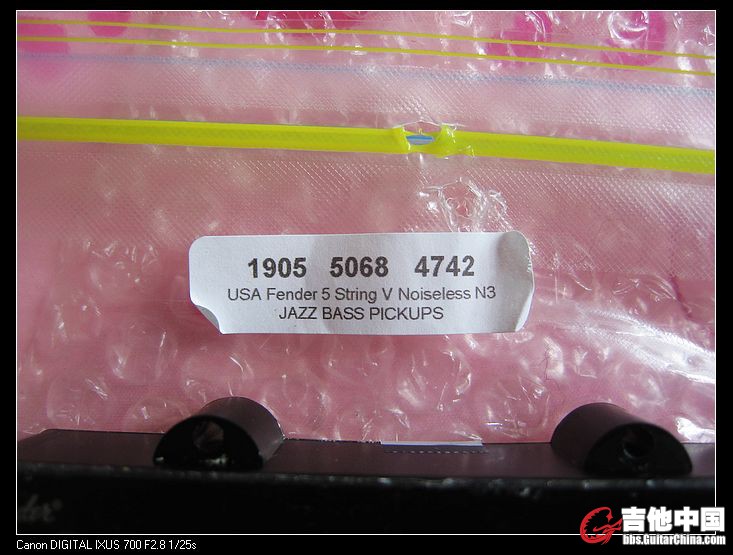 1905 5068 4742
USA Fender 5 String V Noiseless N3
JAZZ BASS PICKUPS
Canon DIGITAL IXUS 700 F2.8 1/25s
吉他中国
bbs.GuitarChina.com